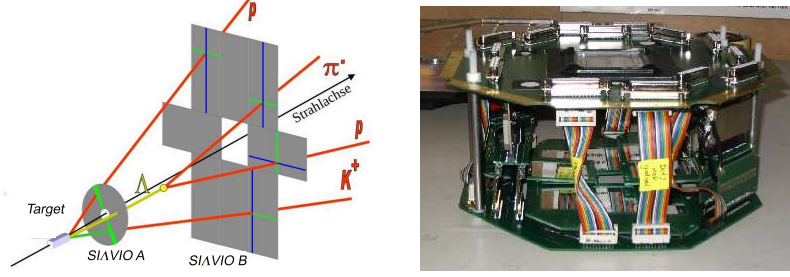 p
π-
Strahlachse
p
K+
Λ
Target
SIΛVIO A
SIΛVIO B